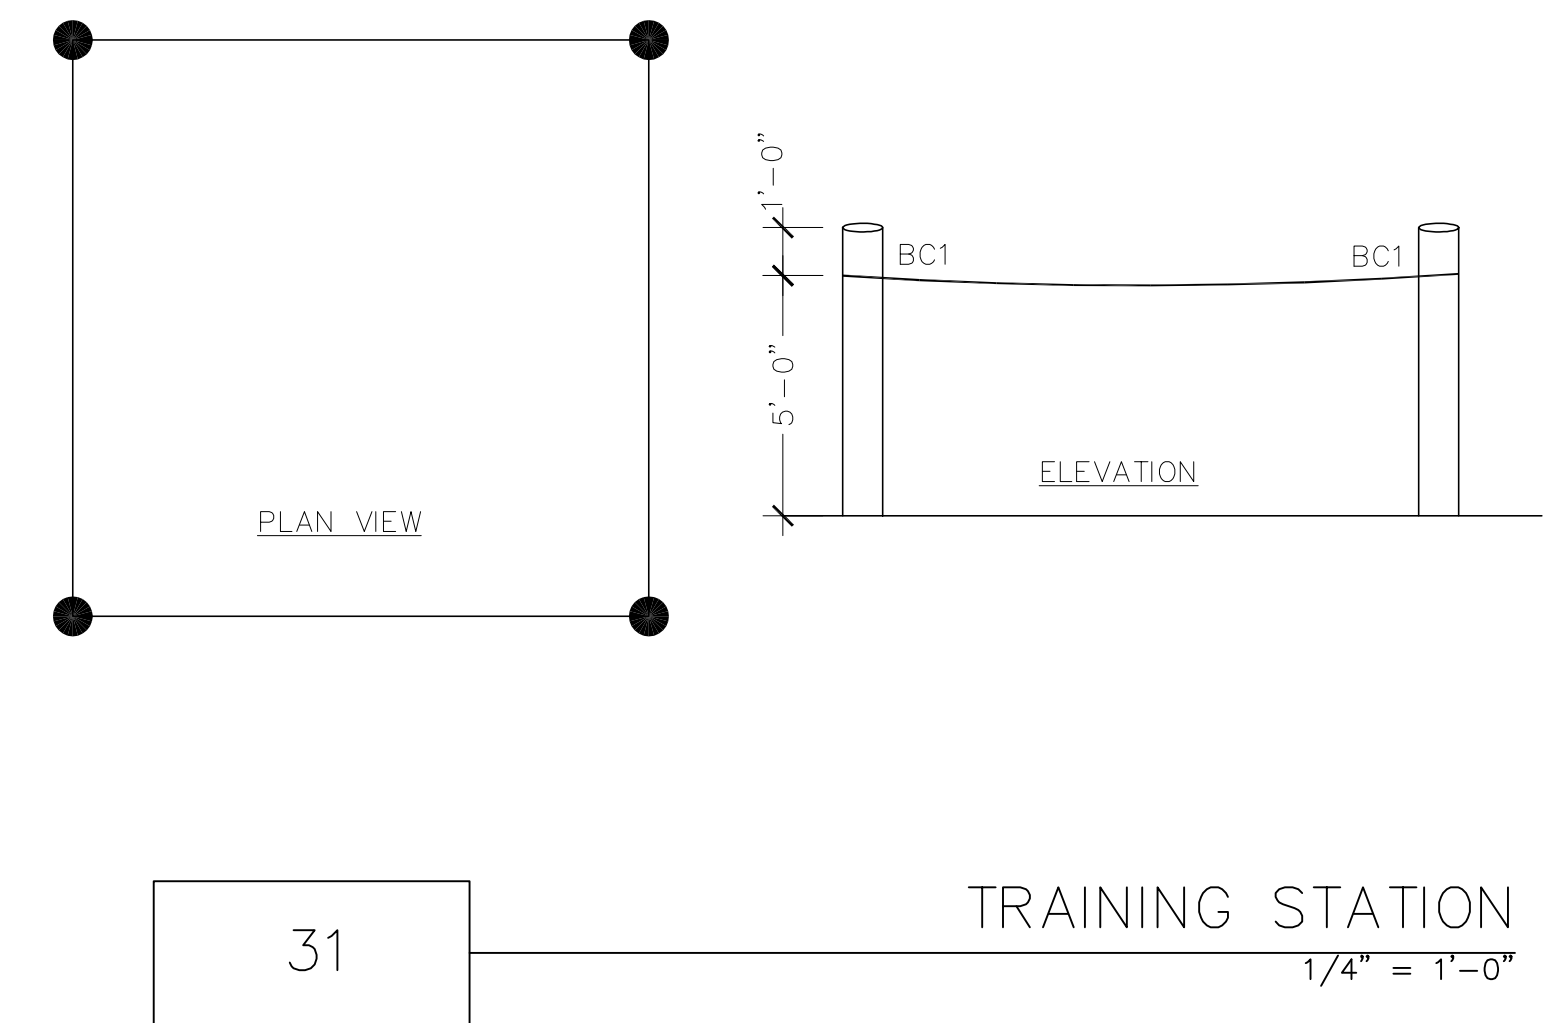 PLAN VIEW
1'-0"
BC1
BC1
5'-0"
ELEVATION
31
TRAINING STATION
1/4" = 1'-0"